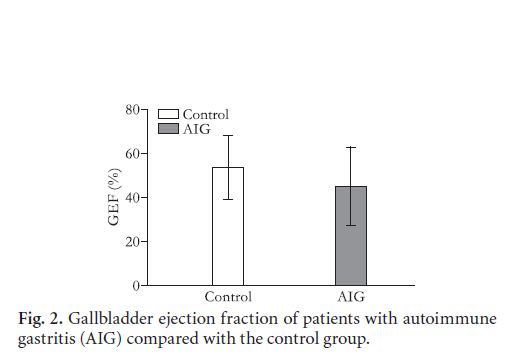 80
Control
AIG
60
40
20
0
GEF (%)
Control AIG
Fig. 2. Gallbladder ejection fraction of patients with autoimmune
gastritis (AIG) compared with the control group.